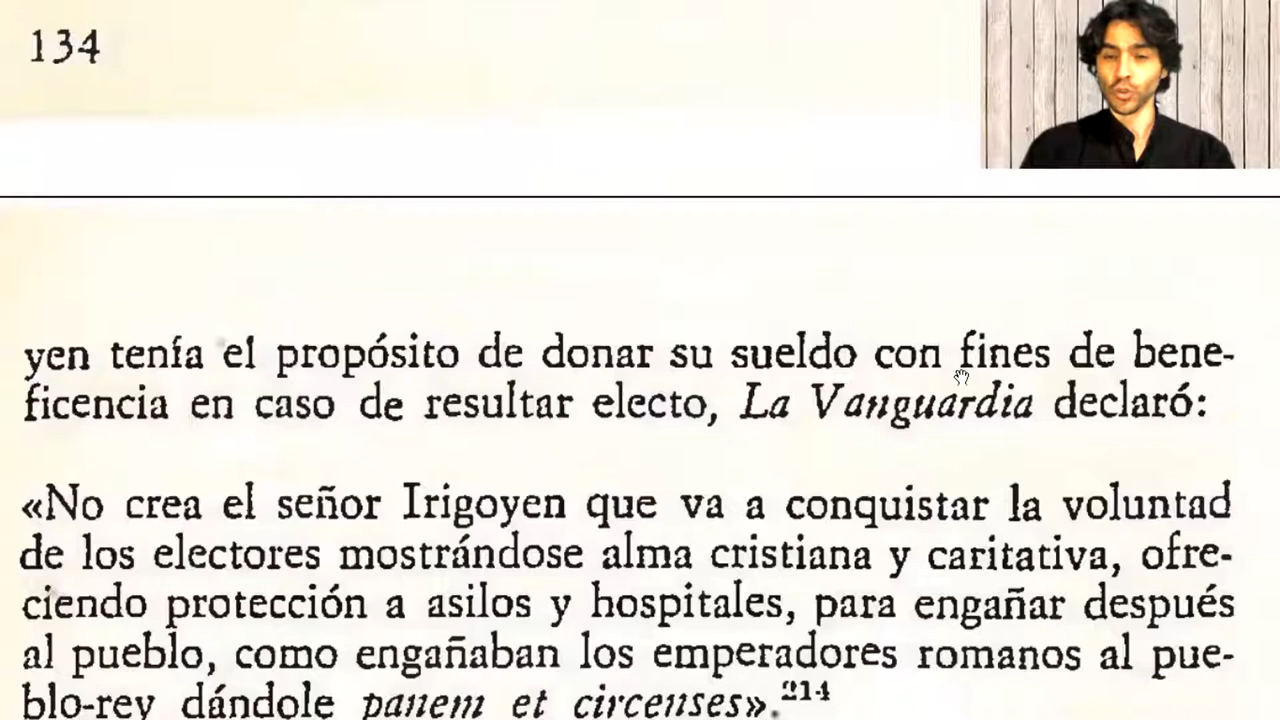 134
yen tenía el propósito de donar su sueldo con fines de bene-
ficencia en caso de resultar electo, La Vanguardia declaró:
«No crea el señor Irigoyen que va a conquistar la voluntad
de los electores mostrándose alma cristiana y caritativa, ofre-
ciendo protección a asilos y hospitales, para engañar después
al pueblo, como engañaban los emperadores romanos al pue-
blo-rey dándole panem et circenses».²¹⁴